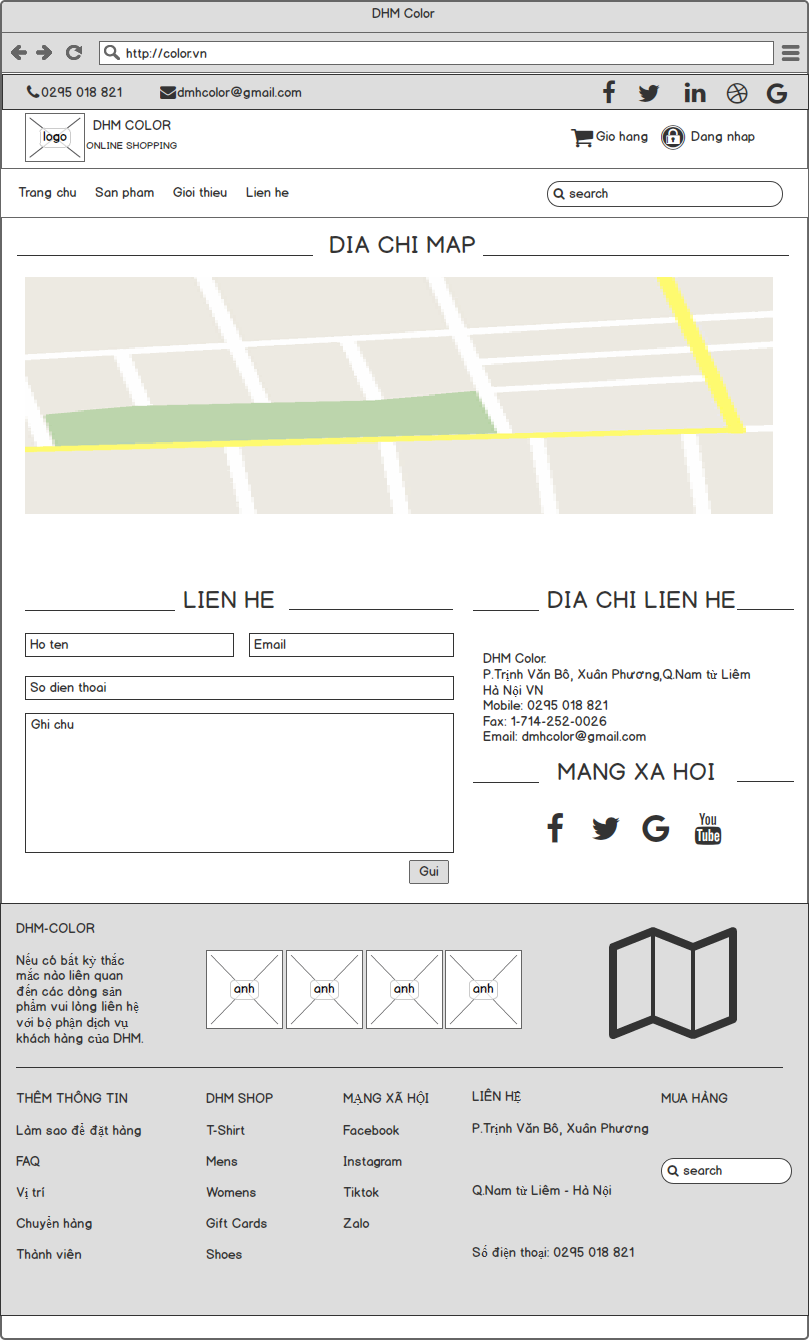 DHM Color
http://color.vn
0295 018 821 dmhcolor@gmail.com
logo
DHM COLOR
ONLINE SHOPPING
Gio hang Dang nhap
Trang chu San pham Gioi thieu Lien he
search
DIA CHI MAP
LIEN HE
Ho ten Email
So dien thoai
Ghi chu
Gui
DIA CHI LIEN HE
DHM Color.
P.Trịnh Văn Bô, Xuân Phương,Q.Nam từ Liêm
Hà Nội VN
Mobile: 0295 018 821
Fax: 1-714-252-0026
Email: dmhcolor@gmail.com
MANG XA HOI
You
Tube
DHM-COLOR
Nếu có bất kỳ thắc
mắc nào liên quan
đến các dòng sản
phẩm vui lòng liên hệ
với bộ phận dịch vụ
khách hàng của DHM.
anh anh anh anh
THÊM THÔNG TIN
Làm sao để đặt hàng
FAQ
Vị trí
Chuyển hàng
Thành viên
DHM SHOP
T-Shirt
Mens
Womens
Gift Cards
Shoes
MẠNG XÃ HỘI
Facebook
Instagram
Tiktok
Zalo
LIÊN HỆ
P.Trịnh Văn Bô, Xuân Phương
Q.Nam từ Liêm - Hà Nội
Số điện thoại: 0295 018 821
MUA HÀNG
search